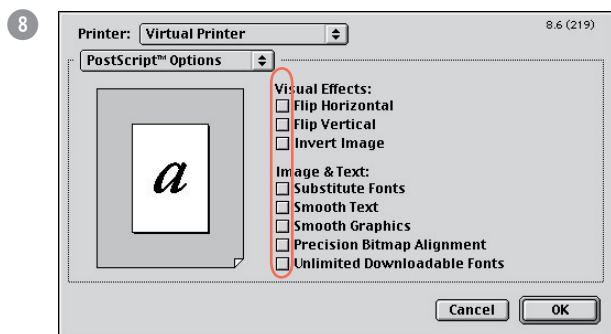 8
Printer: Virtual Printer
8.6 (219)
PostScript™ Options
Visual Effects:
Flip Horizontal
Flip Vertical
Invert Image
a
Image & Text:
Substitute Fonts
Smooth Text
Smooth Graphics
Precision Bitmap Alignment
Unlimited Downloadable Fonts
Cancel OK